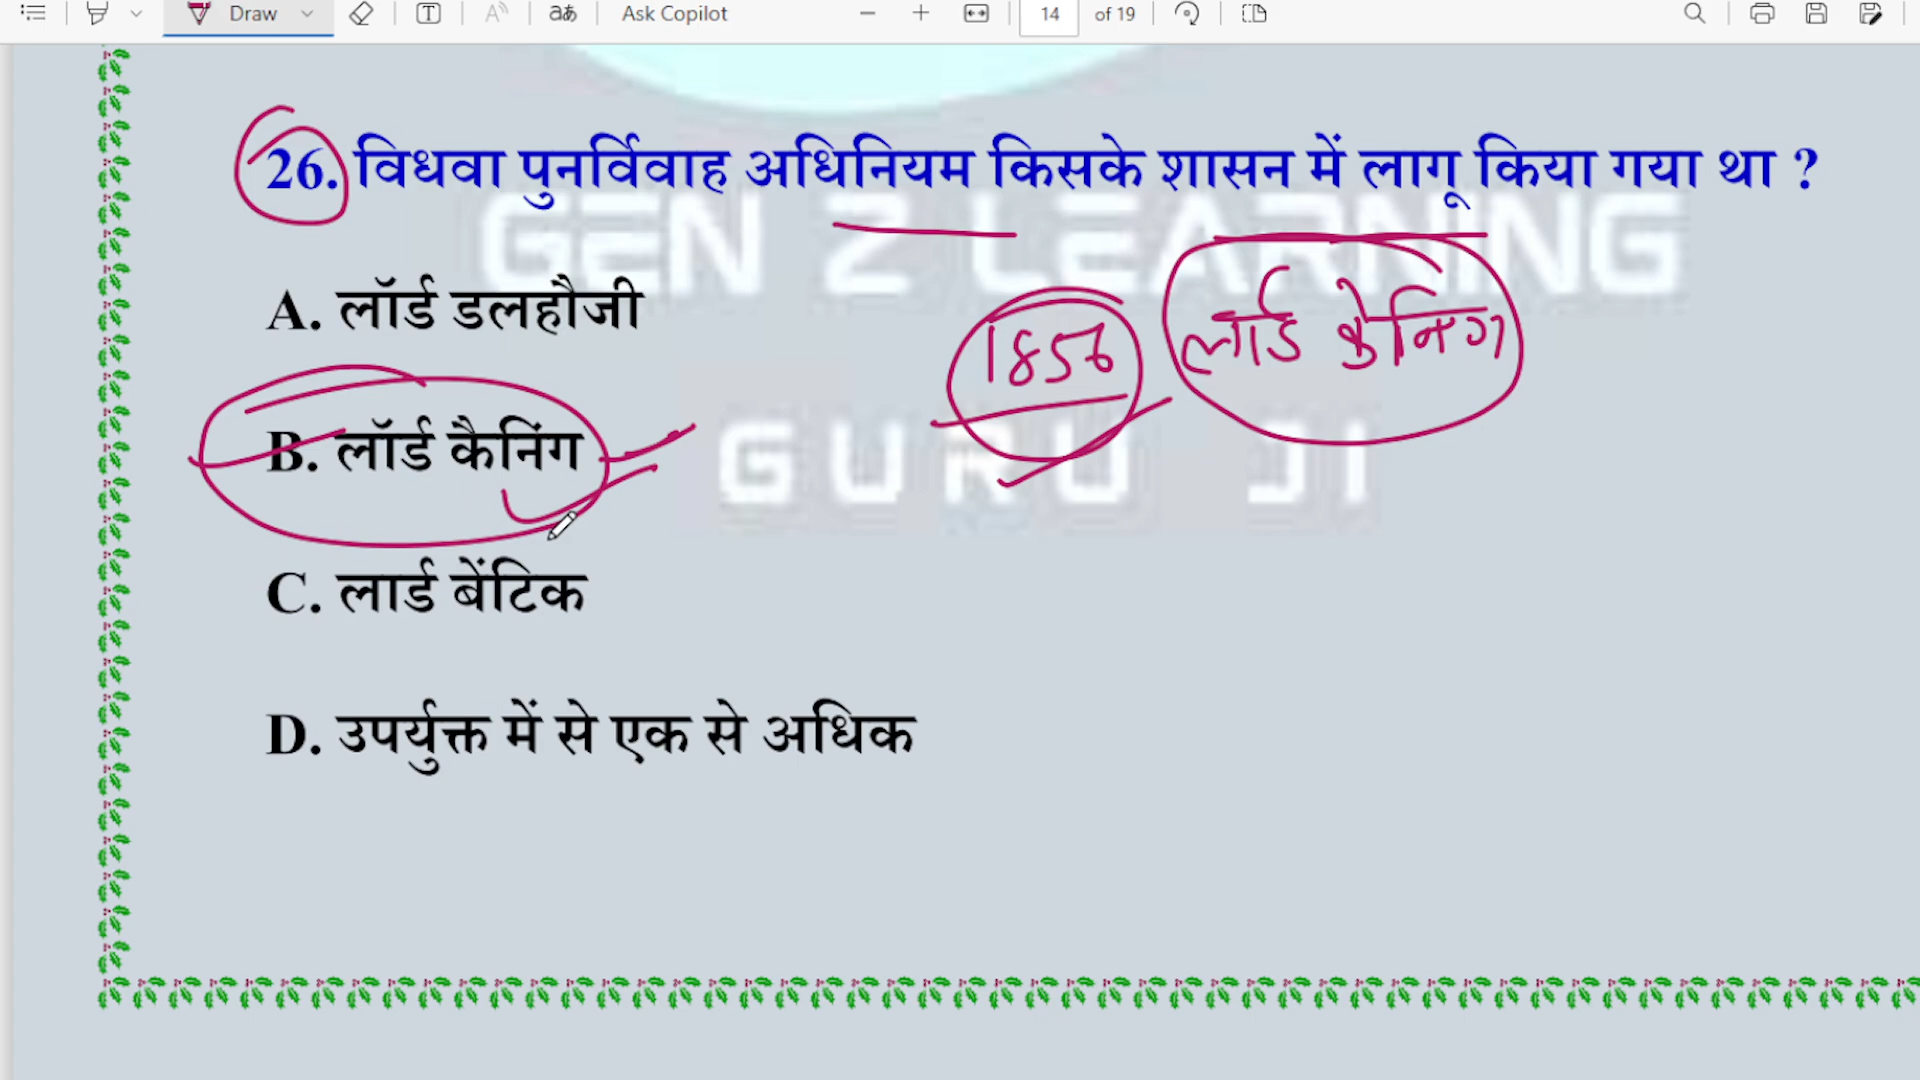 Draw
Ask Copilot
14 of 19
26. विधवा पुनर्विवाह अधिनियम किसके शासन में लागू किया गया था ?
GEN Z LEARNING
A. लॉर्ड डलहौजी
1856
लार्ड कैनिंग
B. लॉर्ड कैनिंग
GURU JI
C. लार्ड बेंटिक
D. उपर्युक्त में से एक से अधिक